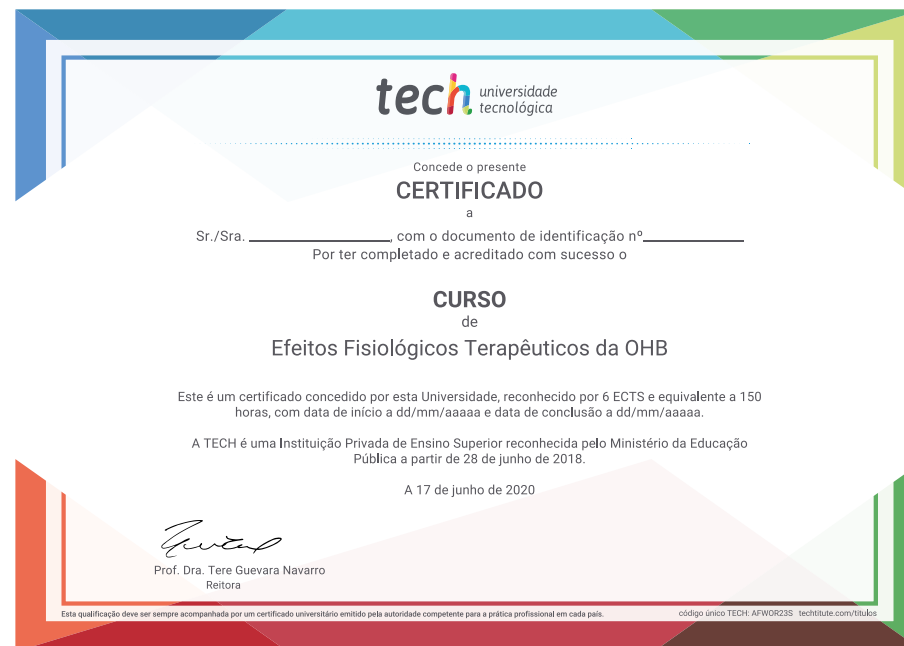 tech universidade
tecnológica
Concede o presente
CERTIFICADO
a
Sr./Sra. ____________________, com o documento de identificação nº______________
Por ter completado e acreditado com sucesso o
CURSO
de
Efeitos Fisiológicos Terapêuticos da OHB
Este é um certificado concedido por esta Universidade, reconhecido por 6 ECTS e equivalente a 150
horas, com data de início a dd/mm/aaaaa e data de conclusão a dd/mm/aaaaa.
A TECH é uma Instituição Privada de Ensino Superior reconhecida pelo Ministério da Educação
Pública a partir de 28 de junho de 2018.
A 17 de junho de 2020
Prof. Dra. Tere Guevara Navarro
Reitora
Esta qualificação deve ser sempre acompanhada por um certificado universitário emitido pela autoridade competente para a prática profissional em cada país. código único TECH: AFWOR23S techtitute.com/titulos